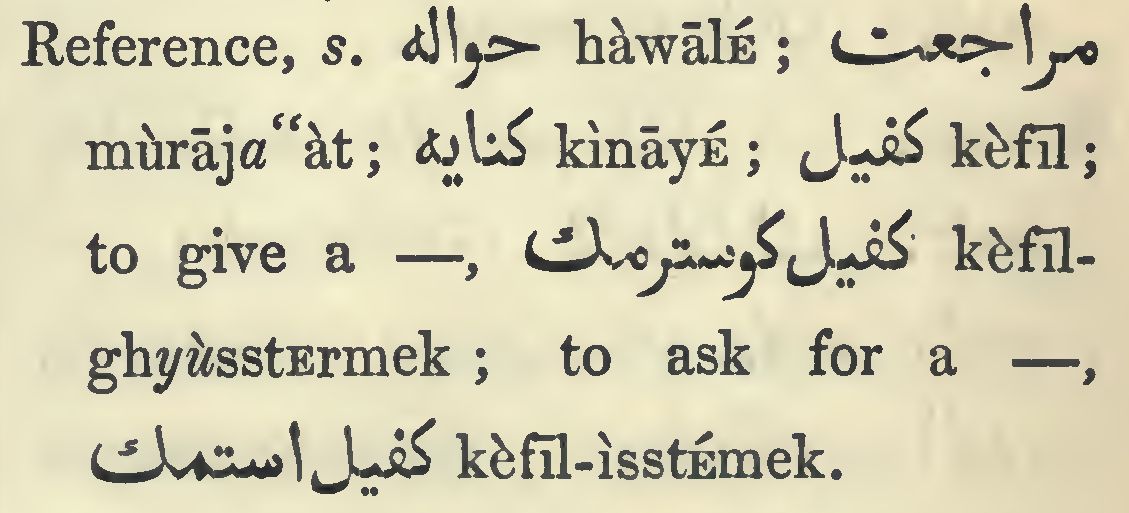 Reference, s. حواله hàwālÉ ; مراجعت
mùrāja“àt ; كنايه kìnāyÉ ; كفيل kèfīl ;
to give a —, كفيل كوسترمك kèfīl-
ghyùsstErmek ; to ask for a —,
كفيل استمك kèfīl-ìsstÉmek.